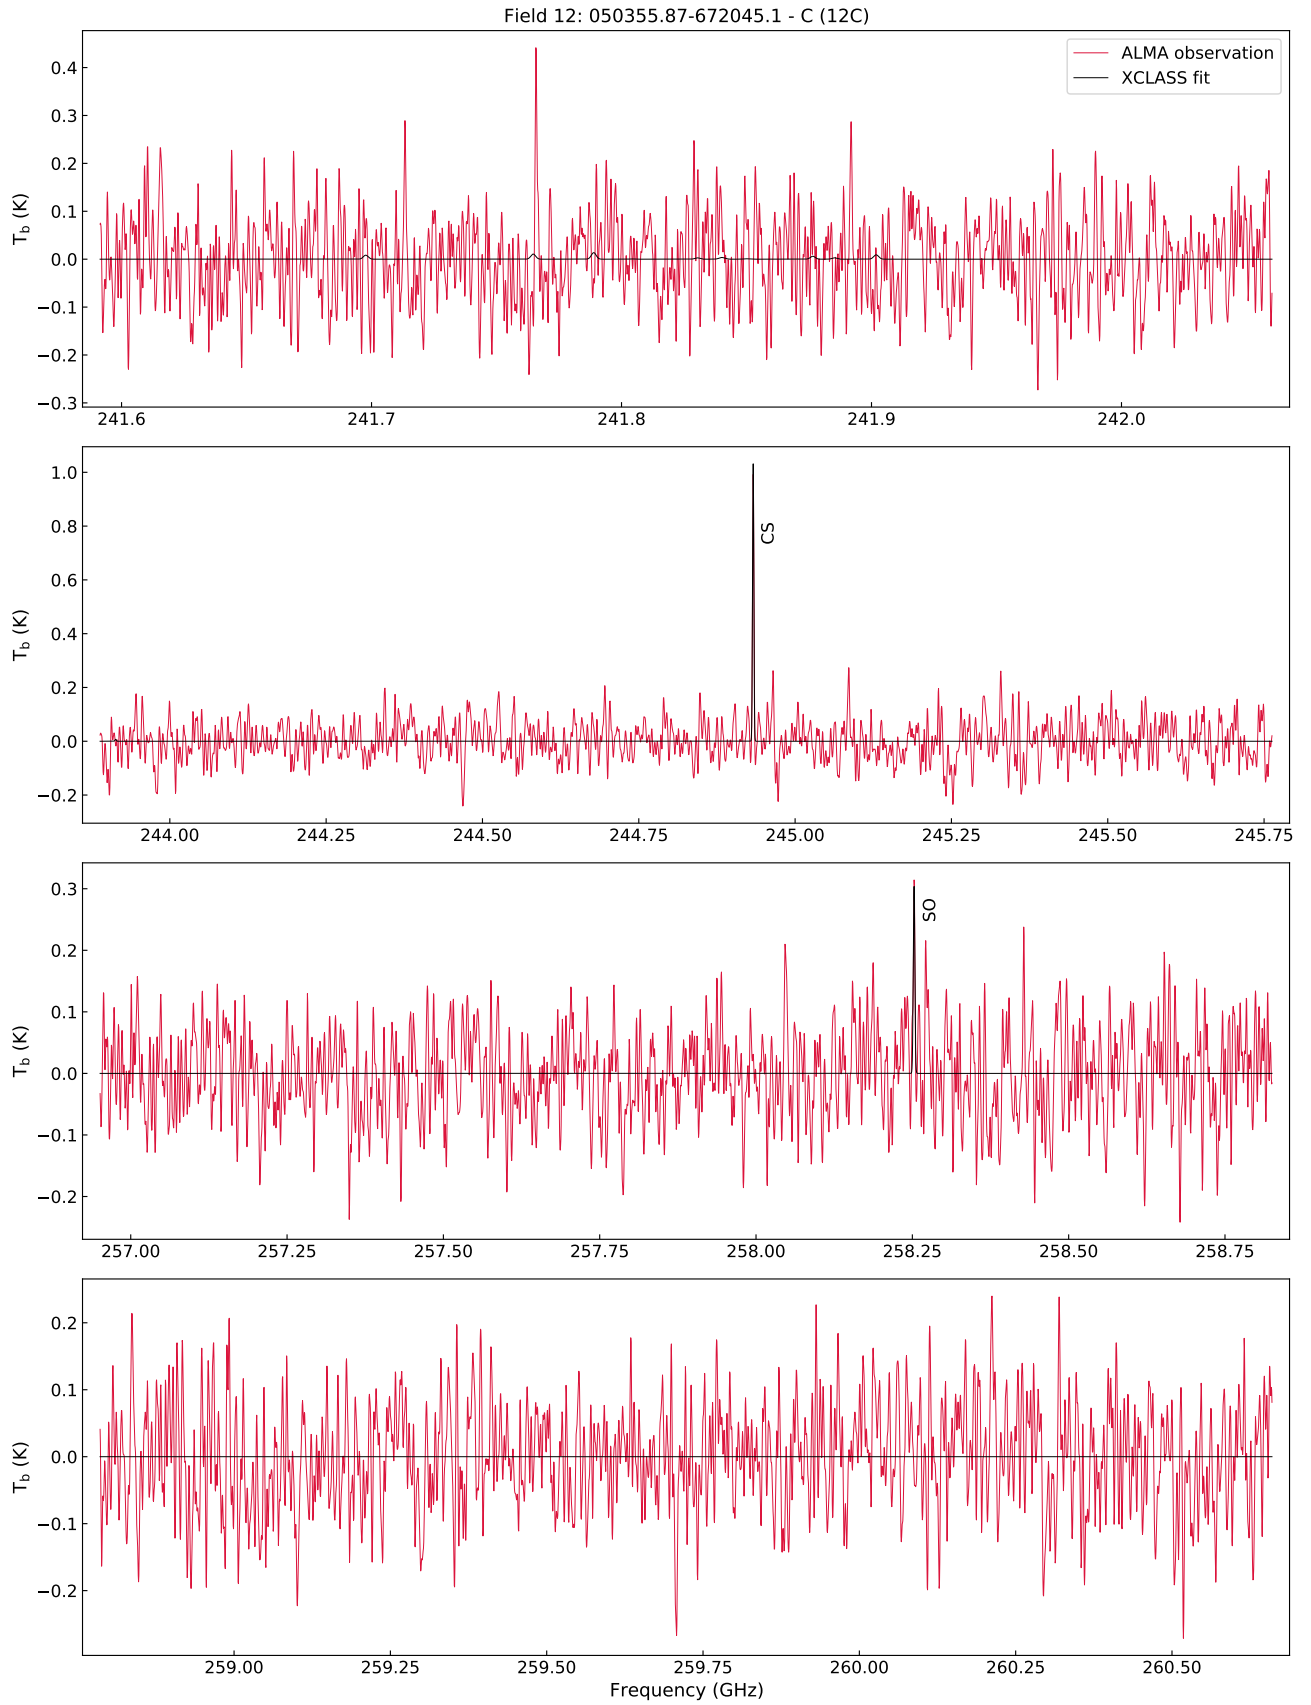 Field 12: 050355.87-672045.1 - C (12C)
ALMA observation
XCLASS fit
T_b (K)
0.4
0.3
0.2
0.1
0.0
−0.1
−0.2
−0.3
241.6 241.7 241.8 241.9 242.0
T_b (K)
1.0
0.8
0.6
0.4
0.2
0.0
−0.2
CS
244.00 244.25 244.50 244.75 245.00 245.25 245.50 245.75
T_b (K)
0.3
0.2
0.1
0.0
−0.1
−0.2
SO
257.00 257.25 257.50 257.75 258.00 258.25 258.50 258.75
T_b (K)
0.2
0.1
0.0
−0.1
−0.2
259.00 259.25 259.50 259.75 260.00 260.25 260.50
Frequency (GHz)